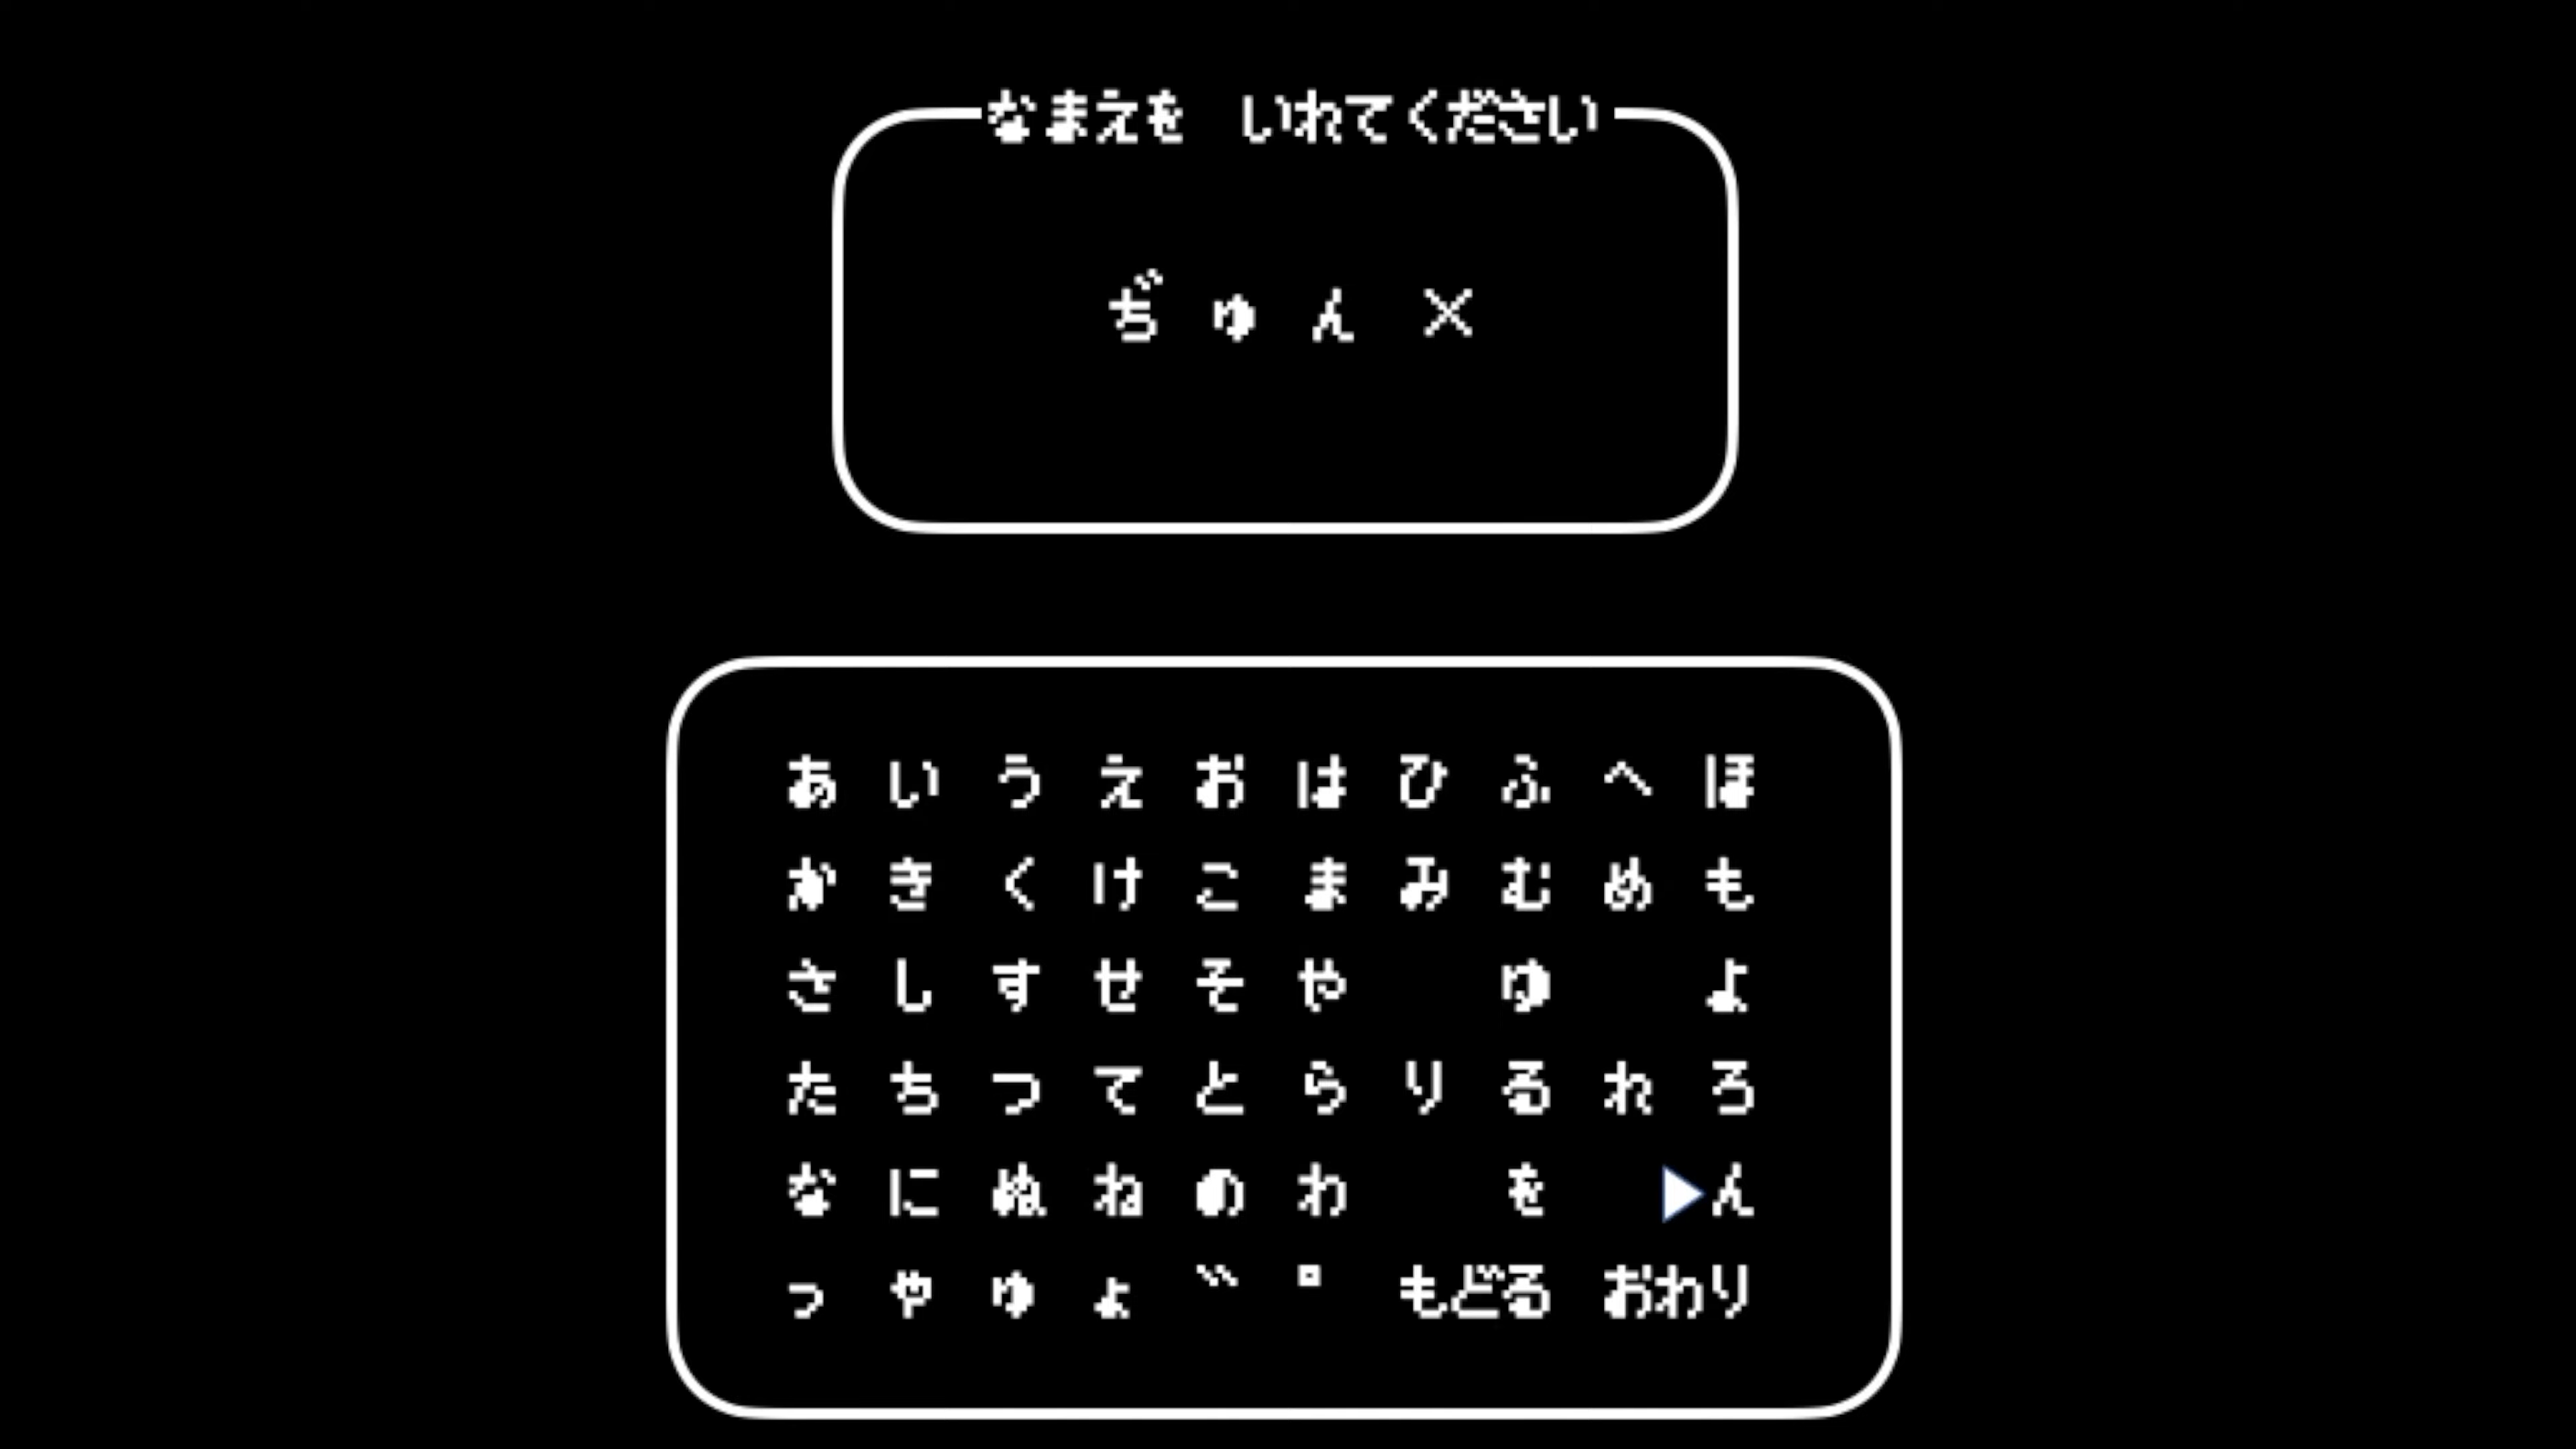 なまえを いれてください
ぢゅん×
あ い う え お は ひ ふ へ ほ
か き く け こ ま み む め も
さ し す せ そ や ゆ よ
た ち つ て と ら り る れ ろ
な に ぬ ね の わ を ▶ん
っ ゃ ゅ ょ ゛ ゜ もどる おわり